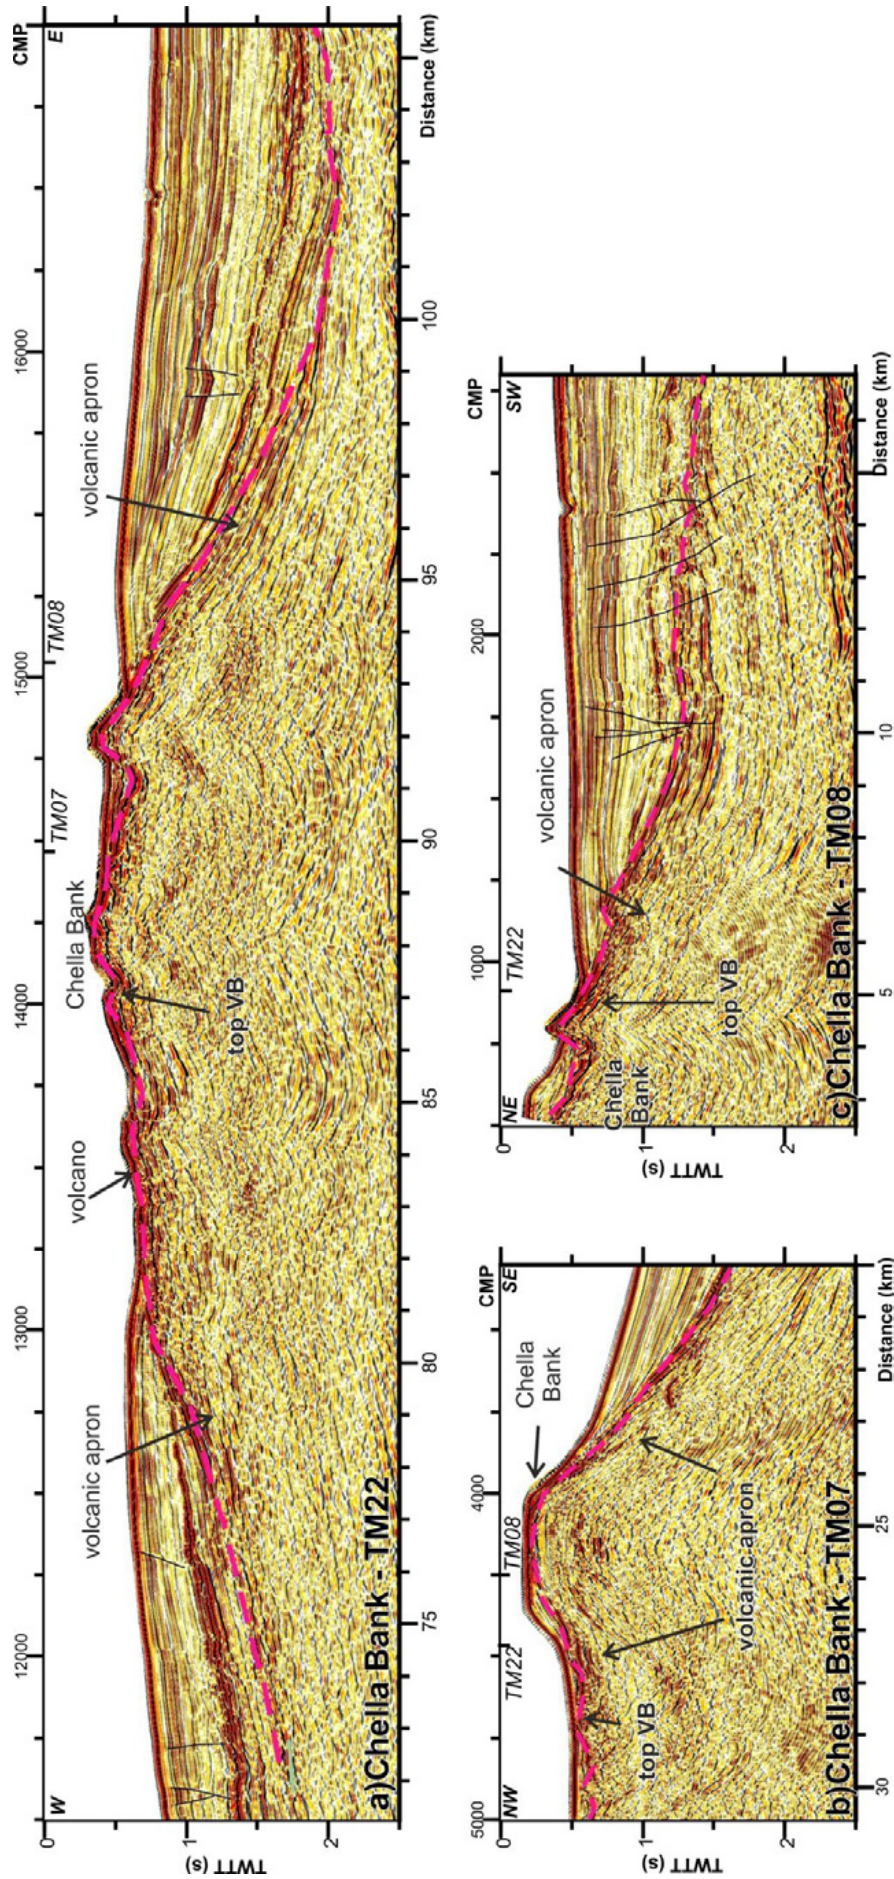 CMP
12000
13000
14000
15000
16000
TM07
TM08
W
E
0
1
2
TWTT (s)
volcanic apron
volcano
Chella Bank
top VB
volcanic apron
a)Chella Bank - TM22
75
80
85
90
95
100
Distance (km)
5000
4000
CMP
TM22
TM08
NW
SE
0
1
2
TWTT (s)
Chella
Bank
top VB
volcanic apron
b)Chella Bank - TM07
30
25
Distance (km)
1000
2000
CMP
TM22
NE
SW
0
1
2
TWTT (s)
Chella
Bank
top VB
volcanic apron
c)Chella Bank - TM08
5
10
Distance (km)